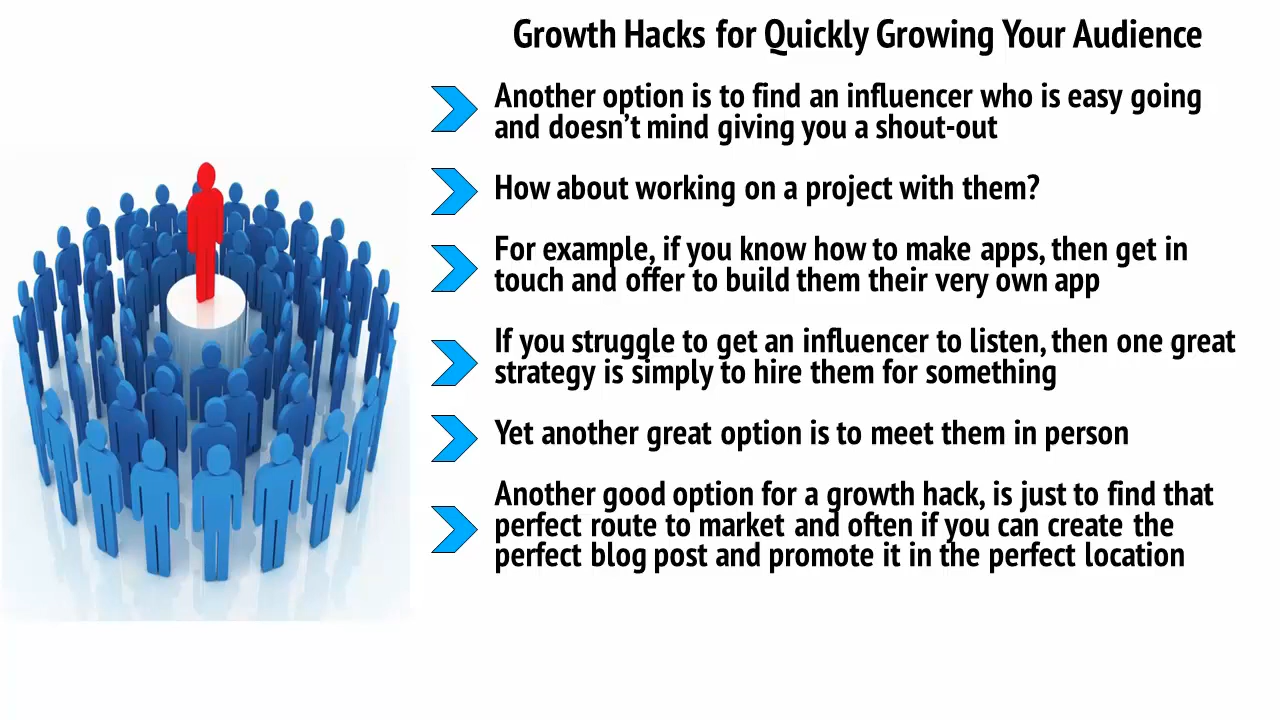 Growth Hacks for Quickly Growing Your Audience
Another option is to find an influencer who is easy going
and doesn't mind giving you a shout-out
How about working on a project with them?
For example, if you know how to make apps, then get in
touch and offer to build them their very own app
If you struggle to get an influencer to listen, then one great
strategy is simply to hire them for something
Yet another great option is to meet them in person
Another good option for a growth hack, is just to find that
perfect route to market and often if you can create the
perfect blog post and promote it in the perfect location